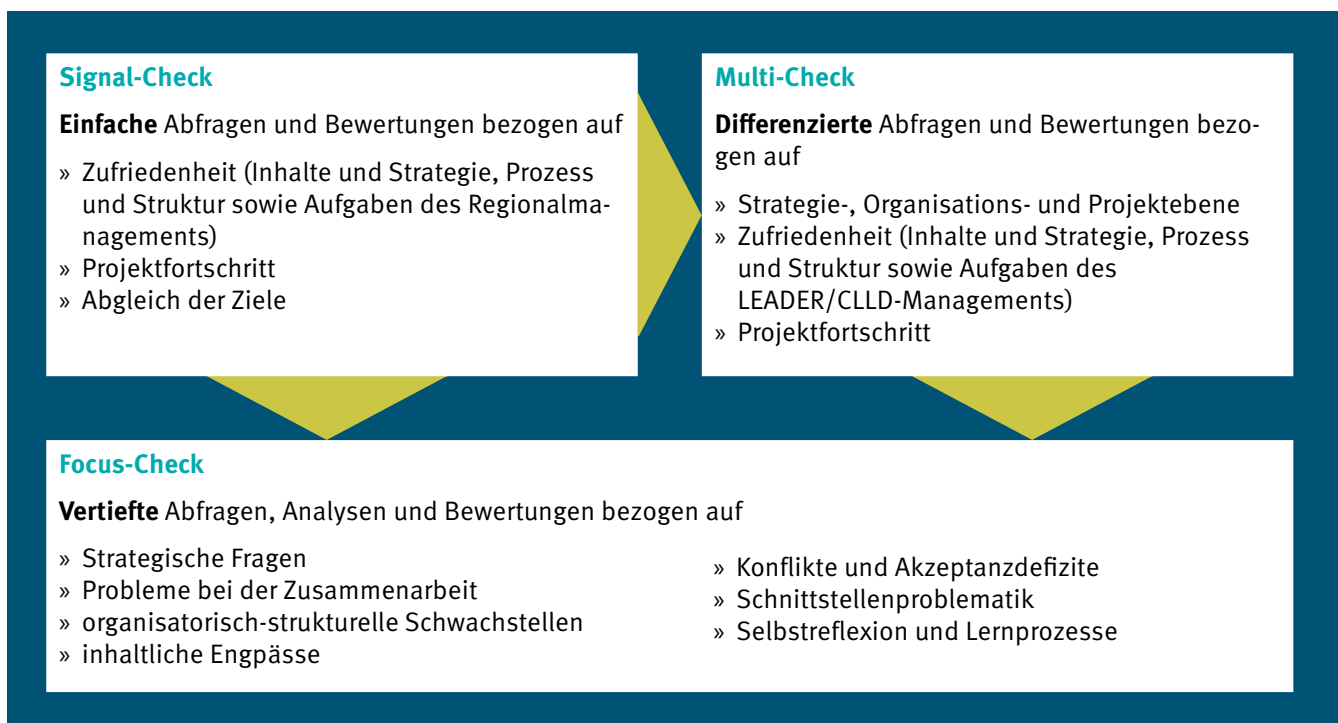 Signal-Check
Einfache Abfragen und Bewertungen bezogen auf
» Zufriedenheit (Inhalte und Strategie, Prozess
und Struktur sowie Aufgaben des Regionalma-
nagements)
» Projektfortschritt
» Abgleich der Ziele
Multi-Check
Differenzierte Abfragen und Bewertungen bezo-
gen auf
» Strategie-, Organisations- und Projektebene
» Zufriedenheit (Inhalte und Strategie, Prozess
und Struktur sowie Aufgaben des
LEADER/CLLD-Managements)
» Projektfortschritt
Focus-Check
Vertiefte Abfragen, Analysen und Bewertungen bezogen auf
» Strategische Fragen
» Probleme bei der Zusammenarbeit
» organisatorisch-strukturelle Schwachstellen
» inhaltliche Engpässe
» Konflikte und Akzeptanzdefizite
» Schnittstellenproblematik
» Selbstreflexion und Lernprozesse